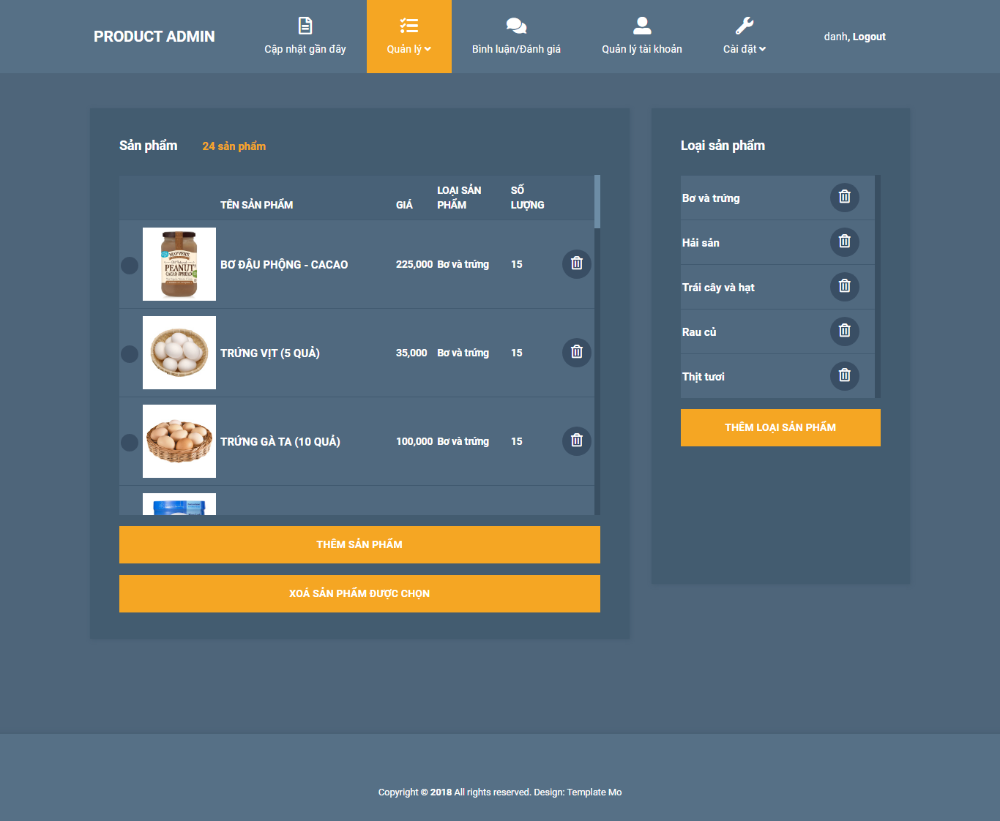 PRODUCT ADMIN
Cập nhật gần đây
Quản lý
Bình luận/Đánh giá
Quản lý tài khoản
Cài đặt
danh, Logout
Sản phẩm
24 sản phẩm
TÊN SẢN PHẨM
GIÁ
LOẠI SẢN
PHẨM
SỐ
LƯỢNG
MAYVER'S
PEANUT
CACAO SPREAD
BƠ ĐẬU PHỘNG - CACAO
225,000
Bơ và trứng
15
TRỨNG VỊT (5 QUẢ)
35,000
Bơ và trứng
15
TRỨNG GÀ TA (10 QUẢ)
100,000
Bơ và trứng
15
THÊM SẢN PHẨM
XOÁ SẢN PHẨM ĐƯỢC CHỌN
Loại sản phẩm
Bơ và trứng
Hải sản
Trái cây và hạt
Rau củ
Thịt tươi
THÊM LOẠI SẢN PHẨM
Copyright © 2018 All rights reserved. Design: Template Mo